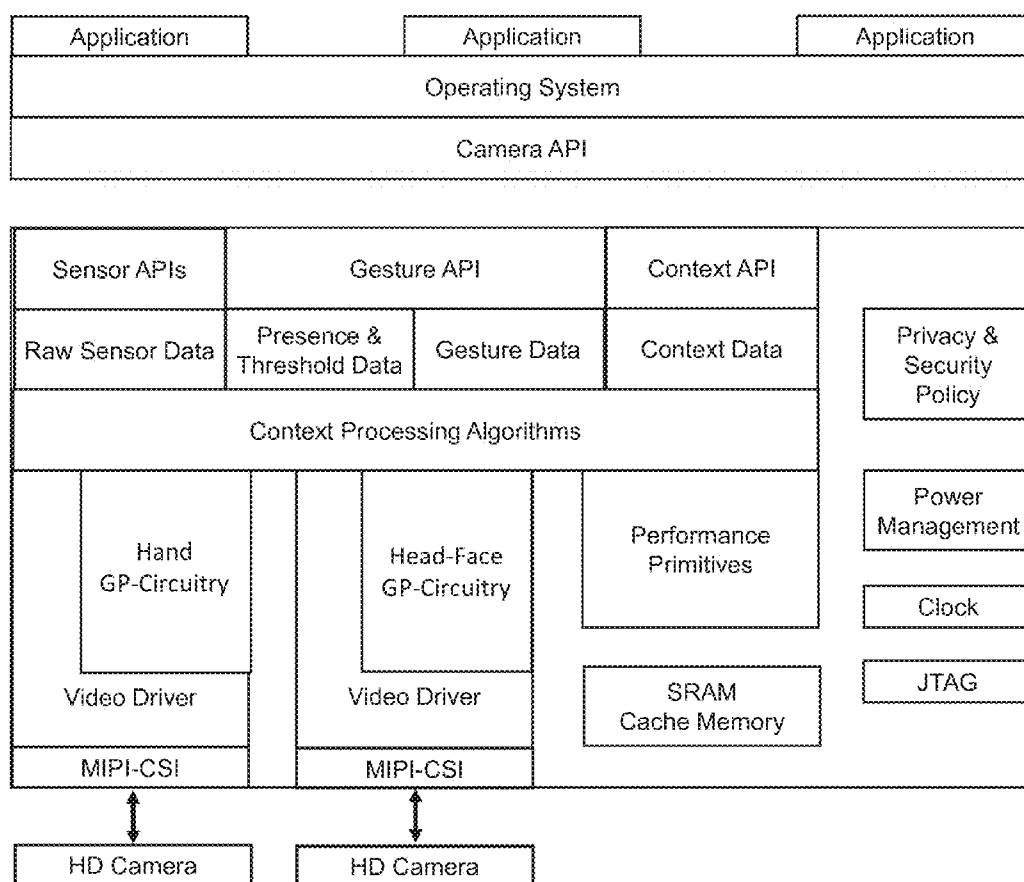 Application
Application
Application
Operating System
Camera API
Sensor APIs
Gesture API
Context API
Raw Sensor Data
Presence &
Threshold Data
Gesture Data
Context Data
Privacy &
Security
Policy
Context Processing Algorithms
Hand
GP-Circuitry
Head-Face
GP-Circuitry
Performance
Primitives
Power
Management
Clock
Video Driver
Video Driver
SRAM
Cache Memory
JTAG
MIPI-CSI
MIPI-CSI
HD Camera
HD Camera